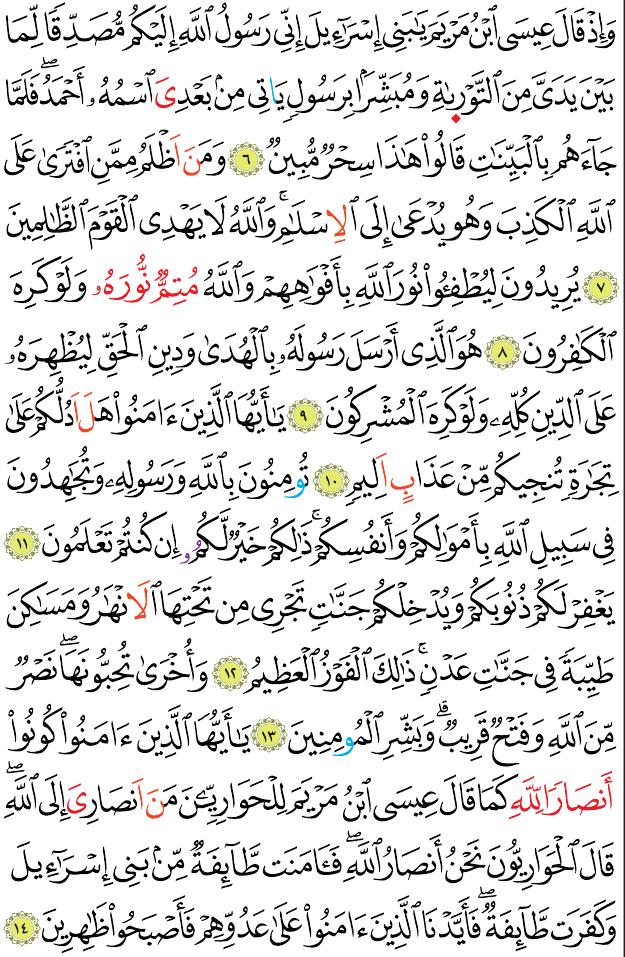 وَإِذۡ قَالَ عِيسَى ٱبۡنُ مَرۡيَمَ يَٰبَنِيٓ إِسۡرَٰٓءِيلَ إِنِّي رَسُولُ ٱللَّهِ إِلَيۡكُم مُّصَدِّقٗا لِّمَا
بَيۡنَ يَدَيَّ مِنَ ٱلتَّوۡرَىٰةِ وَمُبَشِّرَۢا بِرَسُولٖ يَاتِي مِنۢ بَعۡدِيَ ٱسۡمُهُۥٓ أَحۡمَدُۖ فَلَمَّا
جَآءَهُم بِٱلۡبَيِّنَٰتِ قَالُواْ هَٰذَا سِحۡرٞ مُّبِينٞ ٦ وَمَنَ اَظۡلَمُ مِمَّنِ ٱفۡتَرَىٰ عَلَى
ٱللَّهِ ٱلۡكَذِبَ وَهُوَ يُدۡعَىٰٓ إِلَى ٱلِاسۡلَٰمِۚ وَٱللَّهُ لَا يَهۡدِي ٱلۡقَوۡمَ ٱلظَّٰلِمِينَ
٧ يُرِيدُونَ لِيُطۡفِـُٔواْ نُورَ ٱللَّهِ بِأَفۡوَٰهِهِمۡ وَٱللَّهُ مُتِمّٞ نُّورَهُۥ وَلَوۡ كَرِهَ
ٱلۡكَٰفِرُونَ ٨ هُوَ ٱلَّذِيٓ أَرۡسَلَ رَسُولَهُۥ بِٱلۡهُدَىٰ وَدِينِ ٱلۡحَقِّ لِيُظۡهِرَهُۥ
عَلَى ٱلدِّينِ كُلِّهِۦ وَلَوۡ كَرِهَ ٱلۡمُشۡرِكُونَ ٩ يَٰٓأَيُّهَا ٱلَّذِينَ ءَامَنُواْ هَلَ اَدُلُّكُمۡ عَلَىٰ
تِجَٰرَةٖ تُنجِيكُم مِّنۡ عَذَابٍ اَلِيمٖ ١٠ تُومِنُونَ بِٱللَّهِ وَرَسُولِهِۦ وَتُجَٰهِدُونَ
فِي سَبِيلِ ٱللَّهِ بِأَمۡوَٰلِكُمۡ وَأَنفُسِكُمۡۚ ذَٰلِكُمۡ خَيۡرٞ لَّكُمُۥٓ إِن كُنتُمۡ تَعۡلَمُونَ ١١
يَغۡفِرۡ لَكُمۡ ذُنُوبَكُمۡ وَيُدۡخِلۡكُمۡ جَنَّٰتٖ تَجۡرِي مِن تَحۡتِهَا ٱلَانۡهَٰرُ وَمَسَٰكِنَ
طَيِّبَةٗ فِي جَنَّٰتِ عَدۡنٖۚ ذَٰلِكَ ٱلۡفَوۡزُ ٱلۡعَظِيمُ ١٢ وَأُخۡرَىٰ تُحِبُّونَهَاۖ نَصۡرٞ
مِّنَ ٱللَّهِ وَفَتۡحٞ قَرِيبٞۗ وَبَشِّرِ ٱلۡمُومِنِينَ ١٣ يَٰٓأَيُّهَا ٱلَّذِينَ ءَامَنُواْ كُونُوٓاْ
أَنصَارٗا لِّلَّهِ كَمَا قَالَ عِيسَى ٱبۡنُ مَرۡيَمَ لِلۡحَوَارِيِّـۧنَ مَنَ اَنصَارِيَ إِلَى ٱللَّهِۖ
قَالَ ٱلۡحَوَارِيُّونَ نَحۡنُ أَنصَارُ ٱللَّهِۖ فَـَٔامَنَت طَّآئِفَةٞ مِّنۢ بَنِيٓ إِسۡرَٰٓءِيلَ
وَكَفَرَت طَّآئِفَةٞۖ فَأَيَّدۡنَا ٱلَّذِينَ ءَامَنُواْ عَلَىٰ عَدُوِّهِمۡ فَأَصۡبَحُواْ ظَٰهِرِينَ ١٤